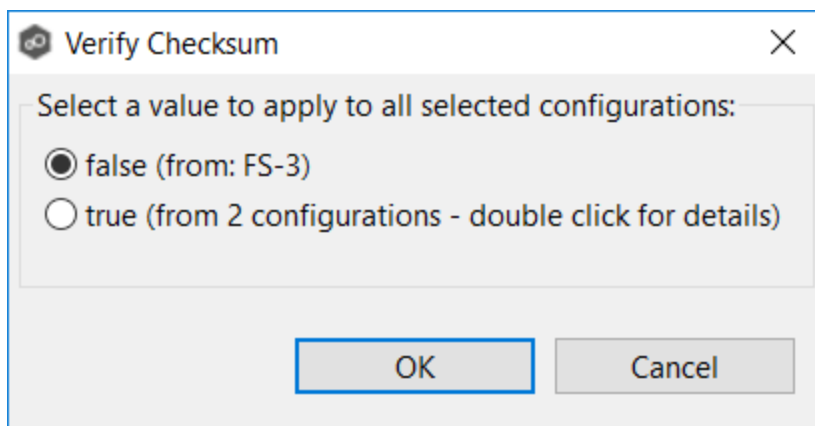 Verify Checksum
Select a value to apply to all selected configurations:
false (from: FS-3)
true (from 2 configurations - double click for details)
OK
Cancel